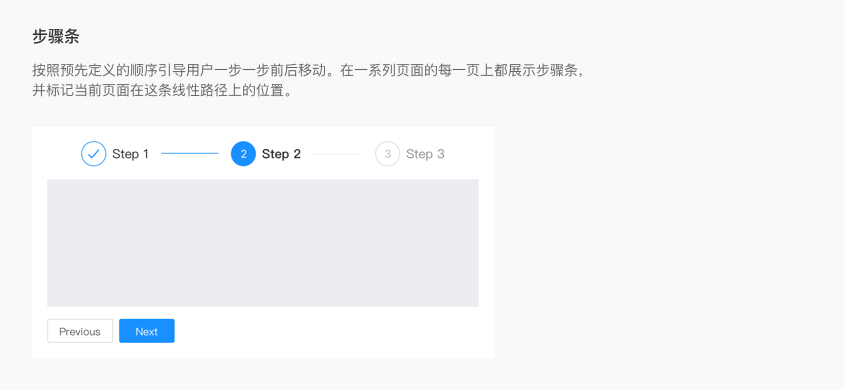 步骤条
按照预先定义的顺序引导用户一步一步前后移动。在一系列页面的每一页上都展示步骤条，
并标记当前页面在这条线性路径上的位置。
Step 1 2 Step 2 3 Step 3
Previous Next